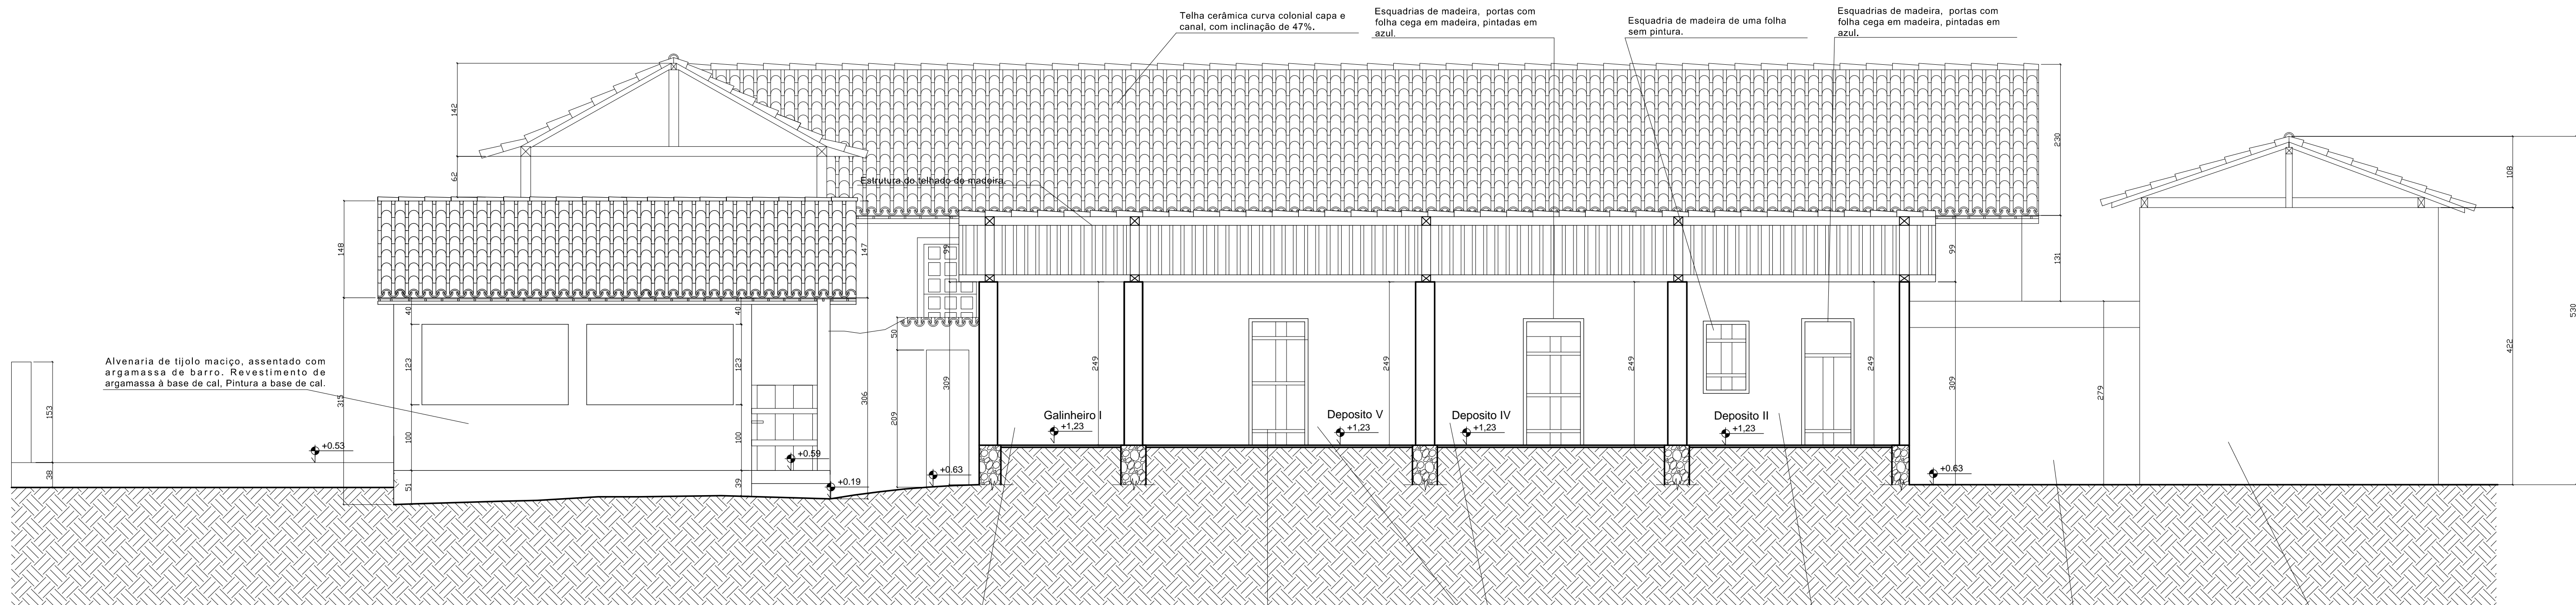 Telha cerâmica curva colonial capa e
canal, com inclinação de 47%.
Esquadrias de madeira, portas com
folha cega em madeira, pintadas em
azul.
Esquadria de madeira de uma folha
sem pintura.
Esquadrias de madeira, portas com
folha cega em madeira, pintadas em
azul.
142
62
230
108
Estrutura do telhado de madeira.
148
147
99
99
131
530
422
40
40
50
Alvenaria de tijolo maciço, assentado com
argamassa de barro. Revestimento de
argamassa à base de cal, Pintura a base de cal.
153
38
315
123
100
51
123
100
39
306
209
309
249
249
249
249
309
279
+0.53
+0.59
+0.19
+0.63
Galinheiro I
+1,23
Deposito V
+1,23
Deposito IV
+1,23
Deposito II
+1,23
+0.63